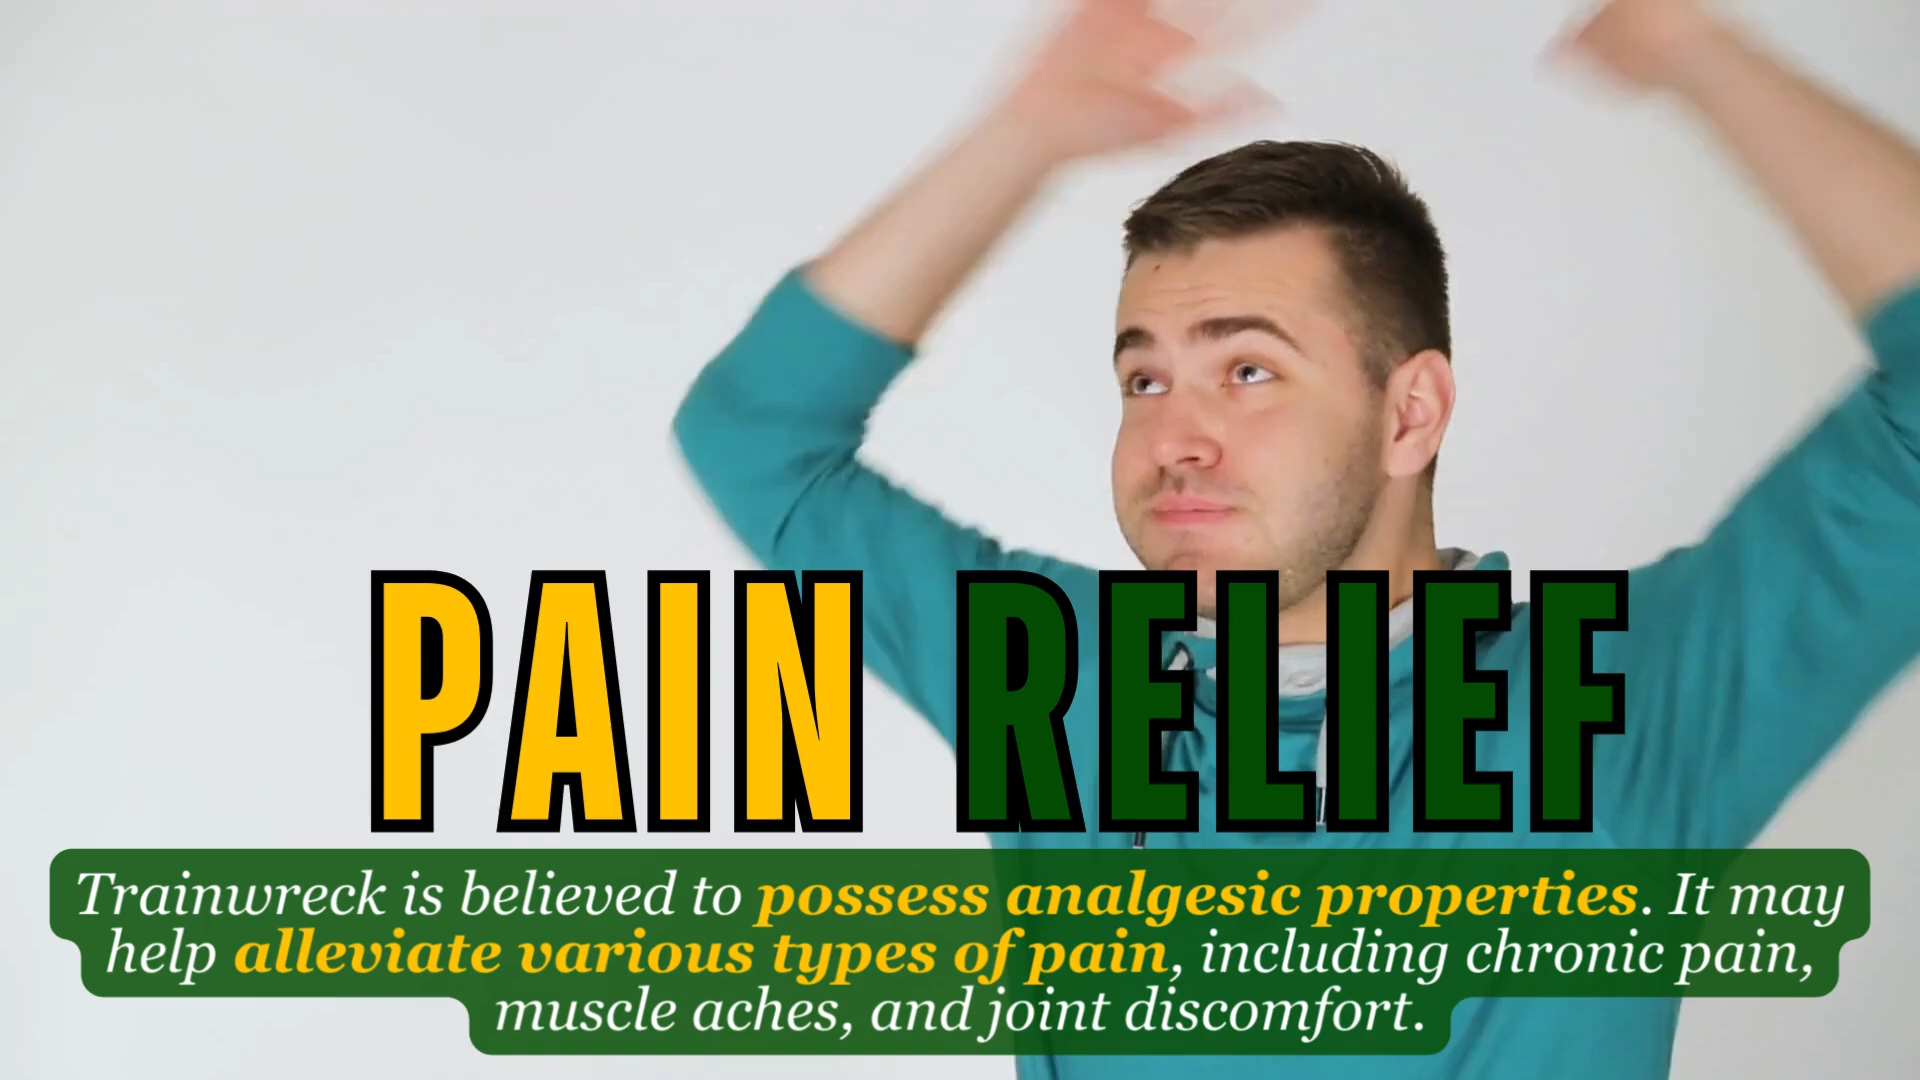 PAIN RELIEF
Trainwreck is believed to possess analgesic properties. It may
help alleviate various types of pain, including chronic pain,
muscle aches, and joint discomfort.